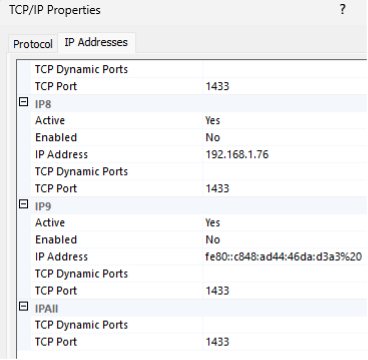 TCP/IP Properties ?
Protocol IP Addresses
TCP Dynamic Ports
TCP Port 1433
IP8
Active Yes
Enabled No
IP Address 192.168.1.76
TCP Dynamic Ports
TCP Port 1433
IP9
Active Yes
Enabled No
IP Address fe80::c848:ad44:46da:d3a3%20
TCP Dynamic Ports
TCP Port 1433
IPAll
TCP Dynamic Ports
TCP Port 1433